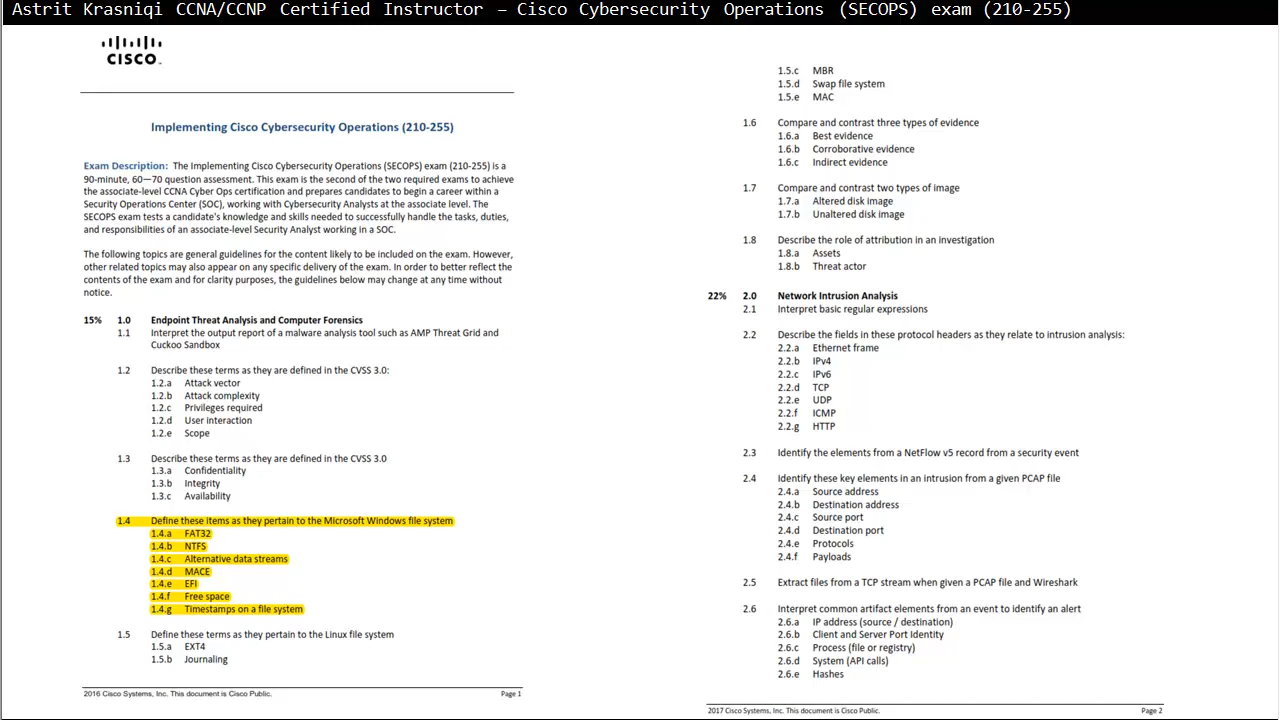 Astrit Krasniqi CCNA/CCNP Certified Instructor – Cisco Cybersecurity Operations (SECOPS) exam (210-255)
CISCO
Implementing Cisco Cybersecurity Operations (210-255)
Exam Description: The Implementing Cisco Cybersecurity Operations (SECOPS) exam (210-255) is a
90-minute, 60—70 question assessment. This exam is the second of the two required exams to achieve
the associate-level CCNA Cyber Ops certification and prepares candidates to begin a career within a
Security Operations Center (SOC), working with Cybersecurity Analysts at the associate level. The
SECOPS exam tests a candidate's knowledge and skills needed to successfully handle the tasks, duties,
and responsibilities of an associate-level Security Analyst working in a SOC.
The following topics are general guidelines for the content likely to be included on the exam. However,
other related topics may also appear on any specific delivery of the exam. In order to better reflect the
contents of the exam and for clarity purposes, the guidelines below may change at any time without
notice.
15% 1.0 Endpoint Threat Analysis and Computer Forensics
1.1 Interpret the output report of a malware analysis tool such as AMP Threat Grid and
Cuckoo Sandbox
1.2 Describe these terms as they are defined in the CVSS 3.0:
1.2.a Attack vector
1.2.b Attack complexity
1.2.c Privileges required
1.2.d User interaction
1.2.e Scope
1.3 Describe these terms as they are defined in the CVSS 3.0
1.3.a Confidentiality
1.3.b Integrity
1.3.c Availability
1.4 Define these items as they pertain to the Microsoft Windows file system
1.4.a FAT32
1.4.b NTFS
1.4.c Alternative data streams
1.4.d MACE
1.4.e EFI
1.4.f Free space
1.4.g Timestamps on a file system
1.5 Define these terms as they pertain to the Linux file system
1.5.a EXT4
1.5.b Journaling
2016 Cisco Systems, Inc. This document is Cisco Public. Page 1
1.5.c MBR
1.5.d Swap file system
1.5.e MAC
1.6 Compare and contrast three types of evidence
1.6.a Best evidence
1.6.b Corroborative evidence
1.6.c Indirect evidence
1.7 Compare and contrast two types of image
1.7.a Altered disk image
1.7.b Unaltered disk image
1.8 Describe the role of attribution in an investigation
1.8.a Assets
1.8.b Threat actor
22% 2.0 Network Intrusion Analysis
2.1 Interpret basic regular expressions
2.2 Describe the fields in these protocol headers as they relate to intrusion analysis:
2.2.a Ethernet frame
2.2.b IPv4
2.2.c IPv6
2.2.d TCP
2.2.e UDP
2.2.f ICMP
2.2.g HTTP
2.3 Identify the elements from a NetFlow v5 record from a security event
2.4 Identify these key elements in an intrusion from a given PCAP file
2.4.a Source address
2.4.b Destination address
2.4.c Source port
2.4.d Destination port
2.4.e Protocols
2.4.f Payloads
2.5 Extract files from a TCP stream when given a PCAP file and Wireshark
2.6 Interpret common artifact elements from an event to identify an alert
2.6.a IP address (source / destination)
2.6.b Client and Server Port Identity
2.6.c Process (file or registry)
2.6.d System (API calls)
2.6.e Hashes
2017 Cisco Systems, Inc. This document is Cisco Public. Page 2